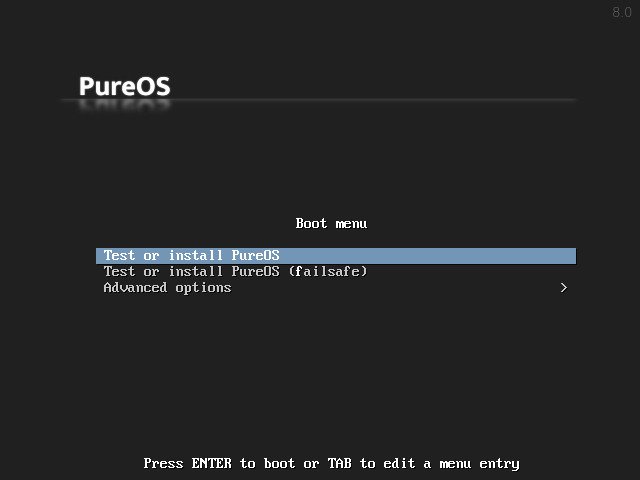 8.0
PureOS
Boot menu
Test or install PureOS
Test or install PureOS (failsafe)
Advanced options >
Press ENTER to boot or TAB to edit a menu entry